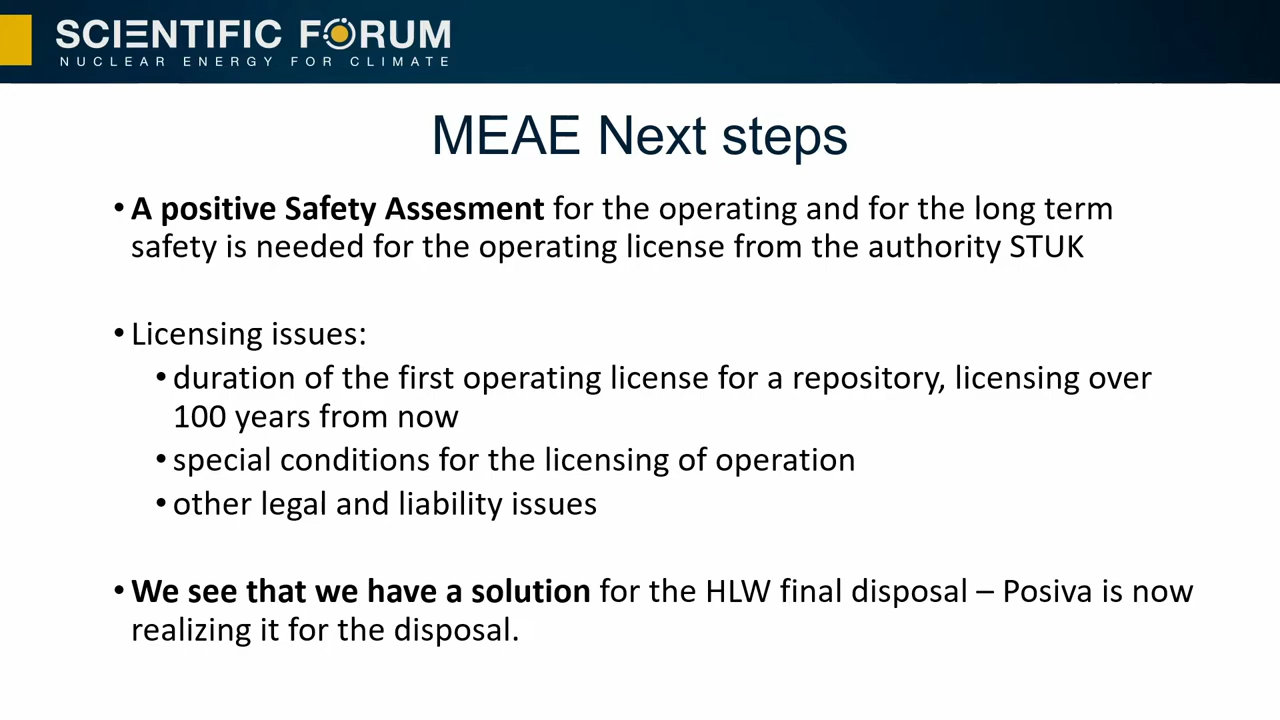 SCIENTIFIC FORUM
NUCLEAR ENERGY FOR CLIMATE
MEAE Next steps
• A positive Safety Assesment for the operating and for the long term
safety is needed for the operating license from the authority STUK
• Licensing issues:
• duration of the first operating license for a repository, licensing over
100 years from now
• special conditions for the licensing of operation
• other legal and liability issues
• We see that we have a solution for the HLW final disposal – Posiva is now
realizing it for the disposal.